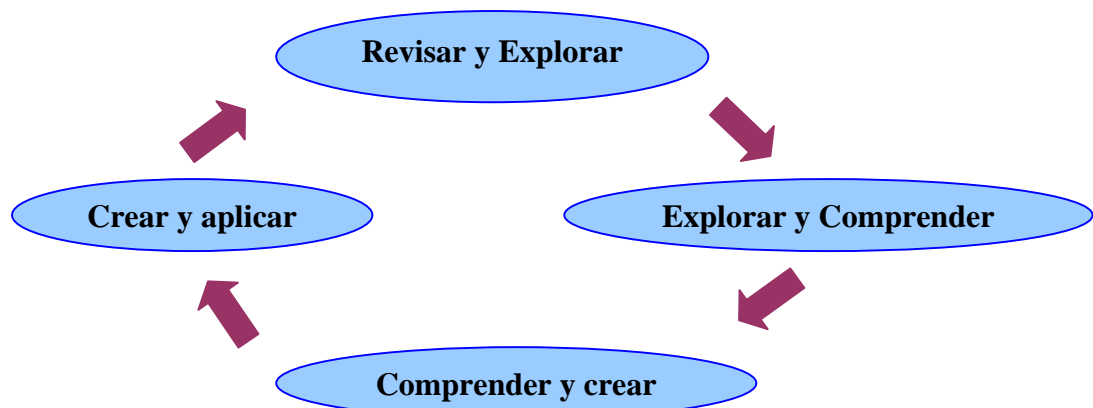 Revisar y Explorar
Crear y aplicar
Explorar y Comprender
Comprender y crear